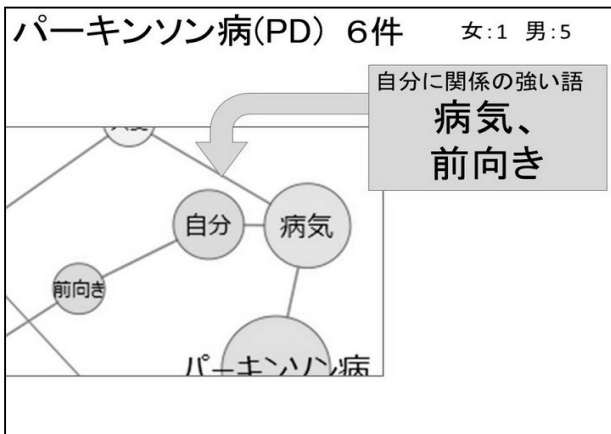 パーキンソン病(PD) 6件 女:1 男:5
自分に関係の強い語
病気、
前向き
自分
病気
前向き
パーキンソン病